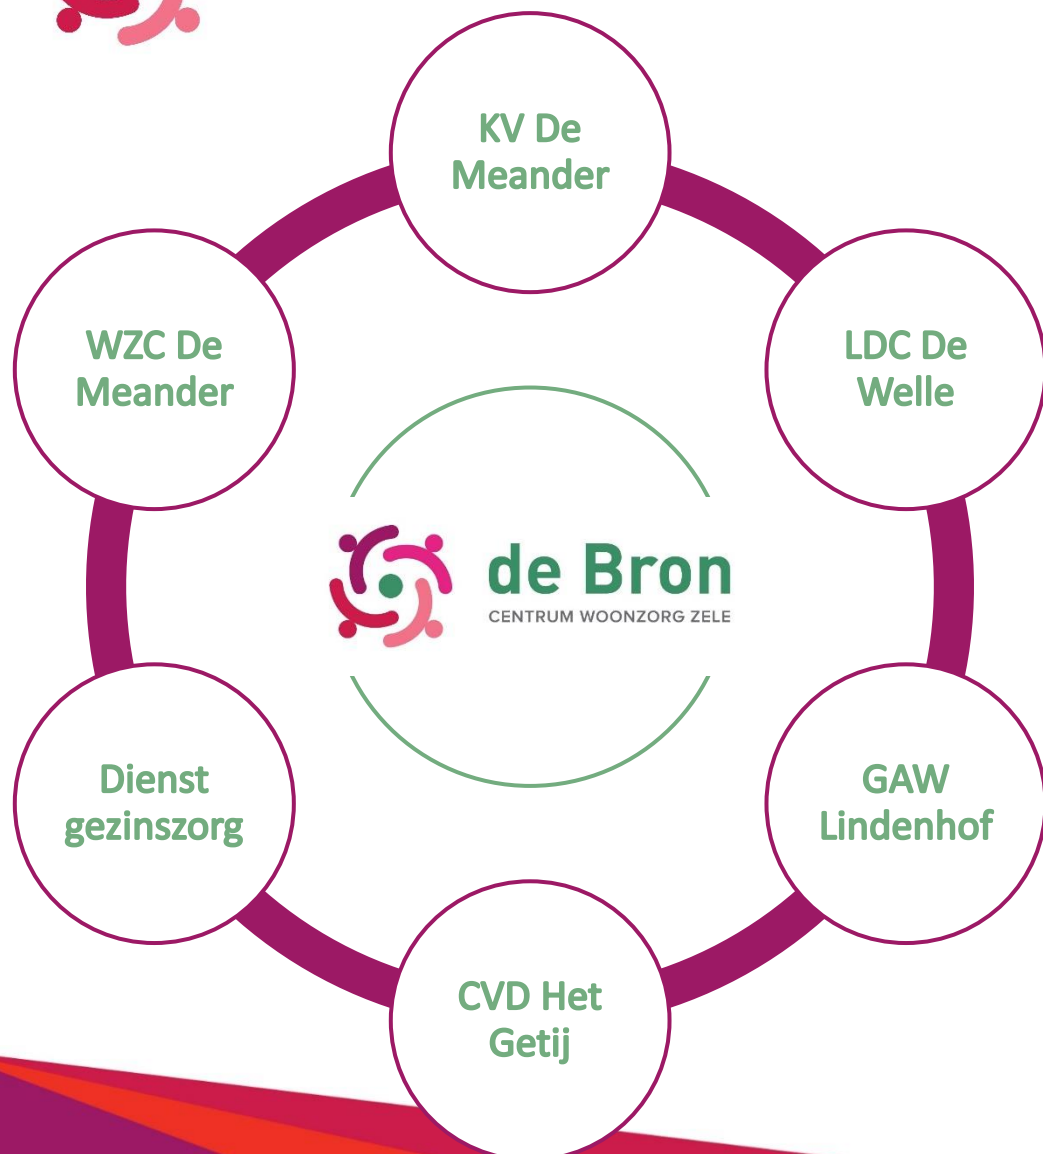 KV De
Meander
WZC De
Meander
LDC De
Welle
de Bron
CENTRUM WOONZORG ZELE
Dienst
gezinszorg
GAW
Lindenhof
CVD Het
Getij